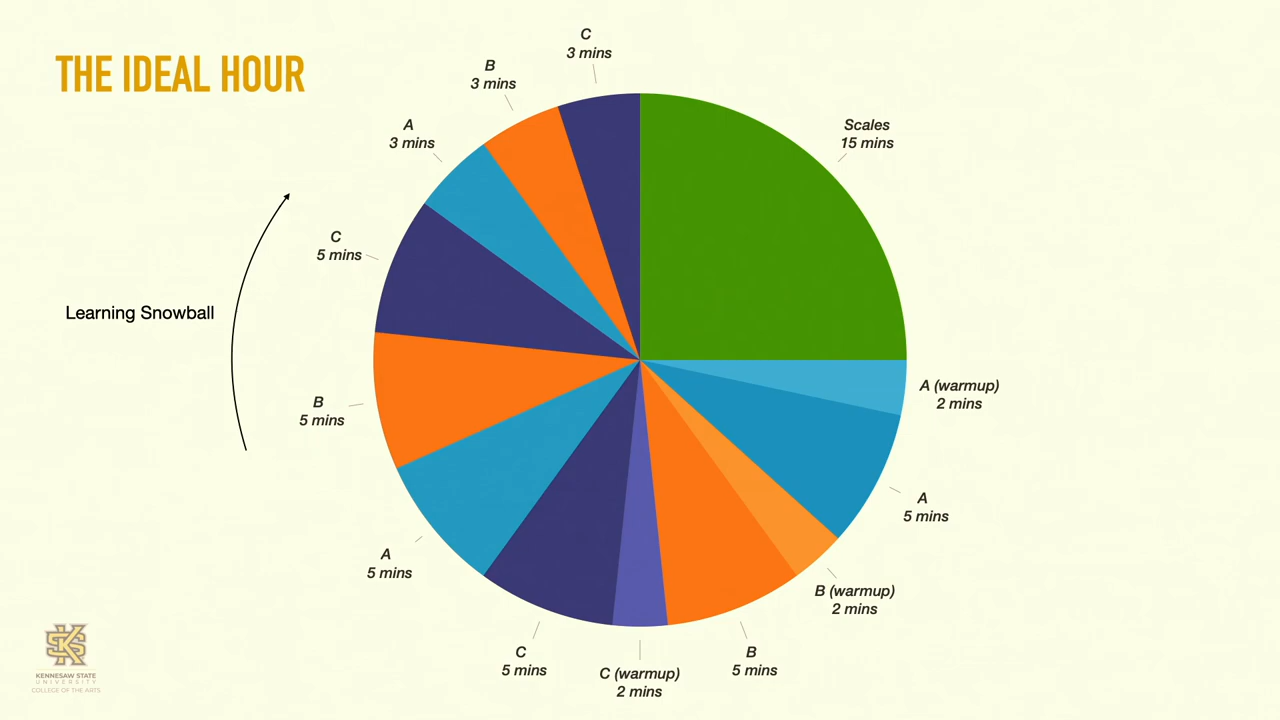 THE IDEAL HOUR
C
3 mins
B
3 mins
A
3 mins
Scales
15 mins
C
5 mins
Learning Snowball
A (warmup)
2 mins
B
5 mins
A
5 mins
A
5 mins
B (warmup)
2 mins
C
5 mins
C (warmup)
2 mins
B
5 mins
KS
KENNESAW STATE
UNIVERSITY
COLLEGE OF THE ARTS